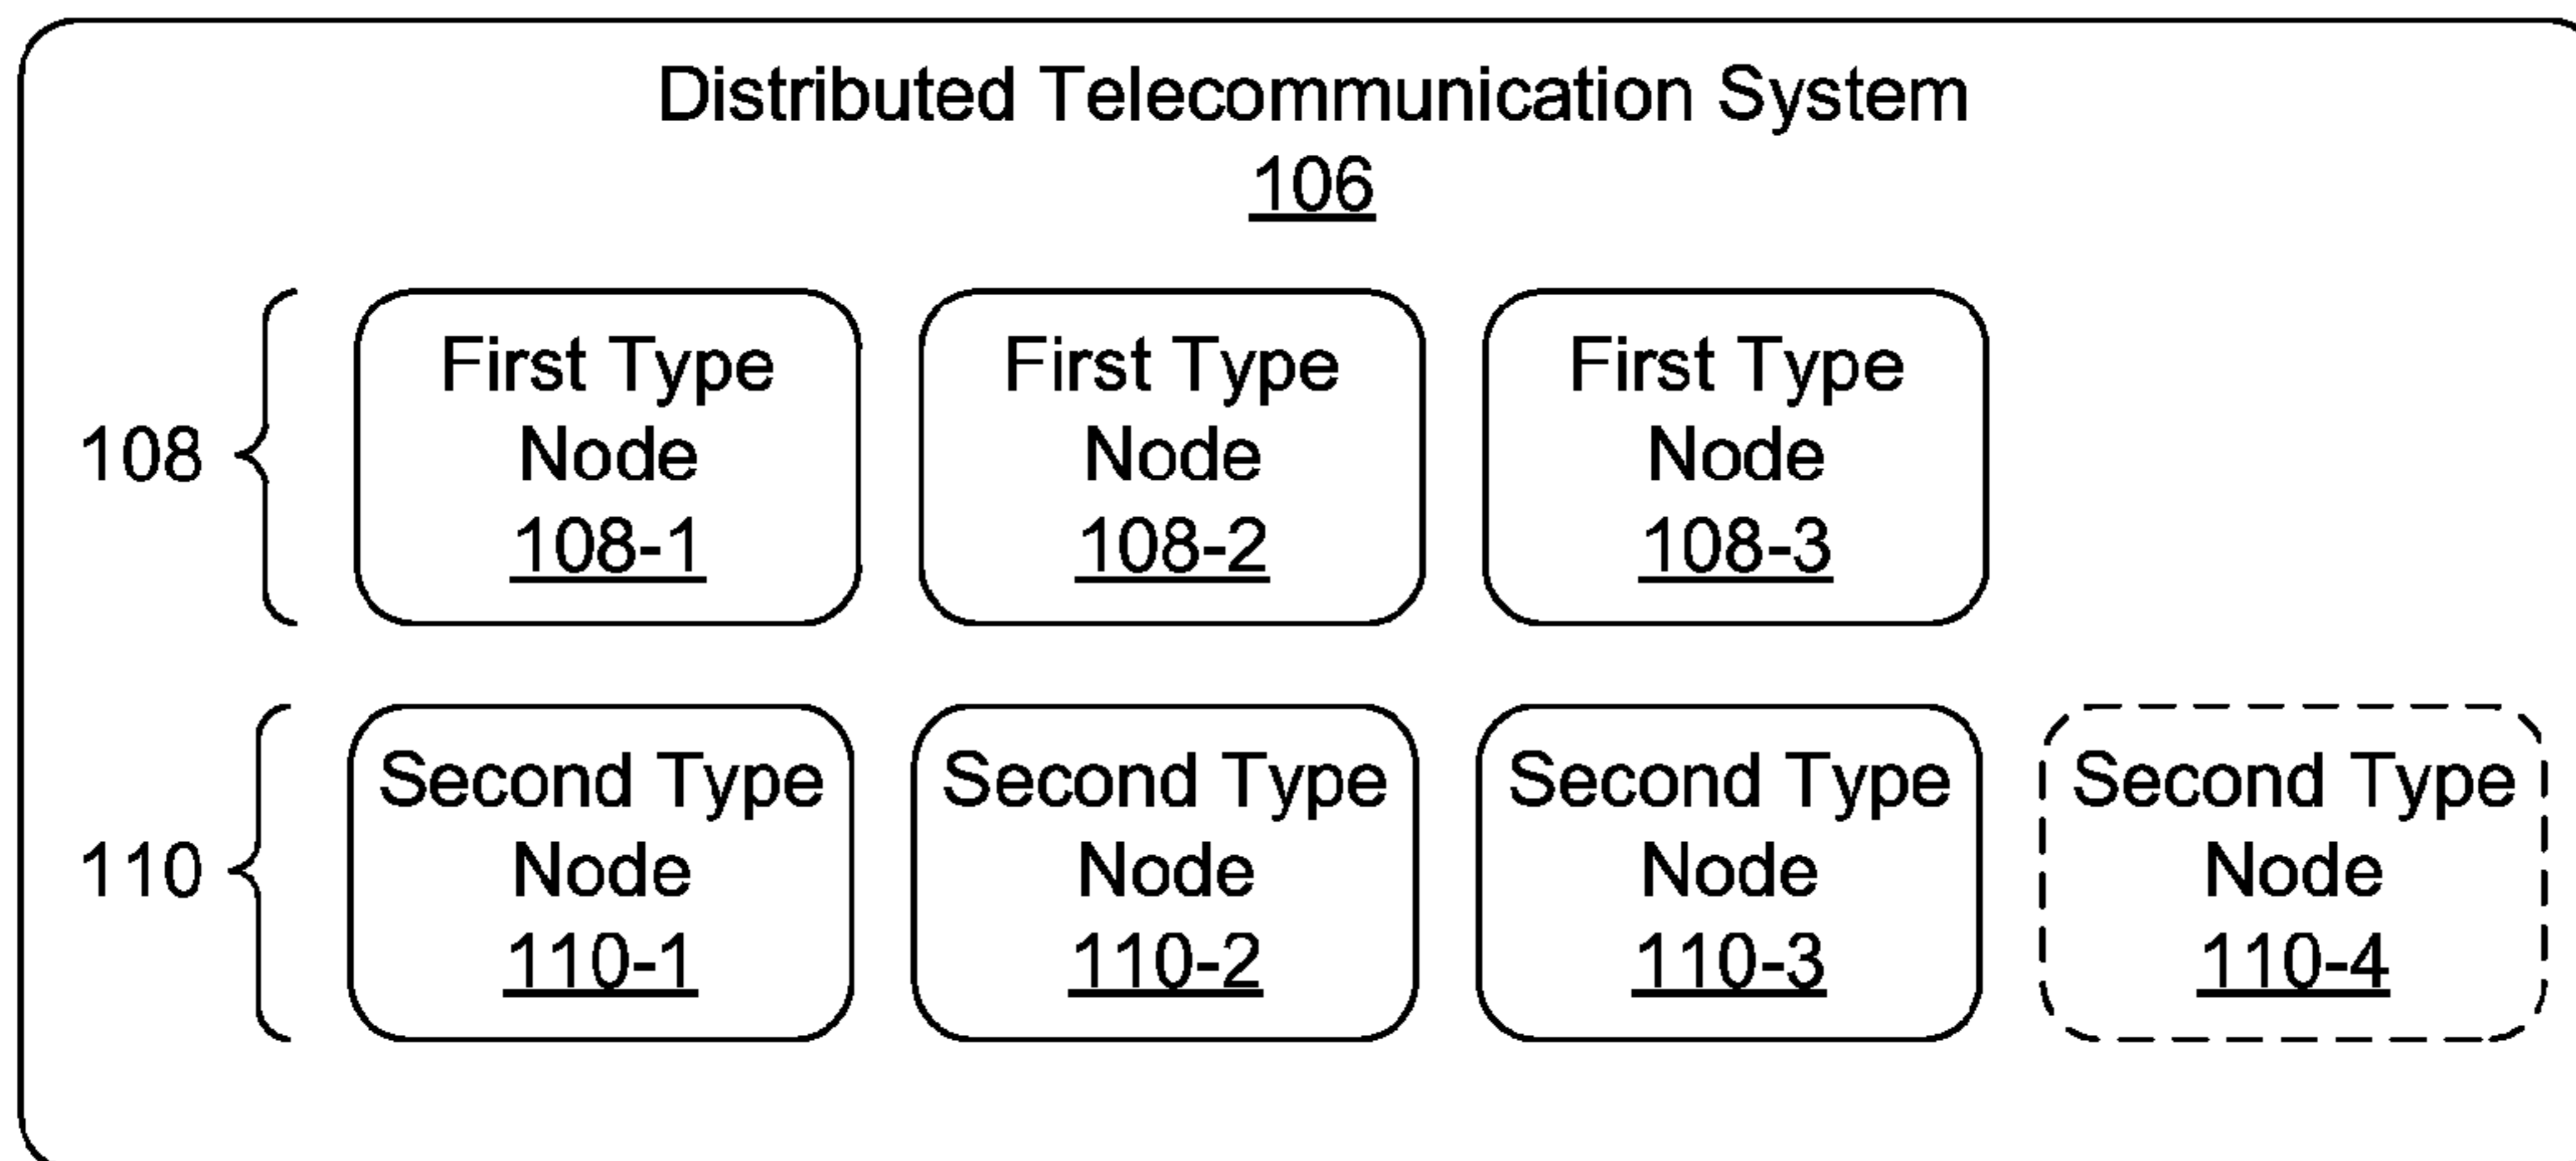 Distributed Telecommunication System
106
108
First Type
Node
108-1
First Type
Node
108-2
First Type
Node
108-3
110
Second Type
Node
110-1
Second Type
Node
110-2
Second Type
Node
110-3
Second Type
Node
110-4